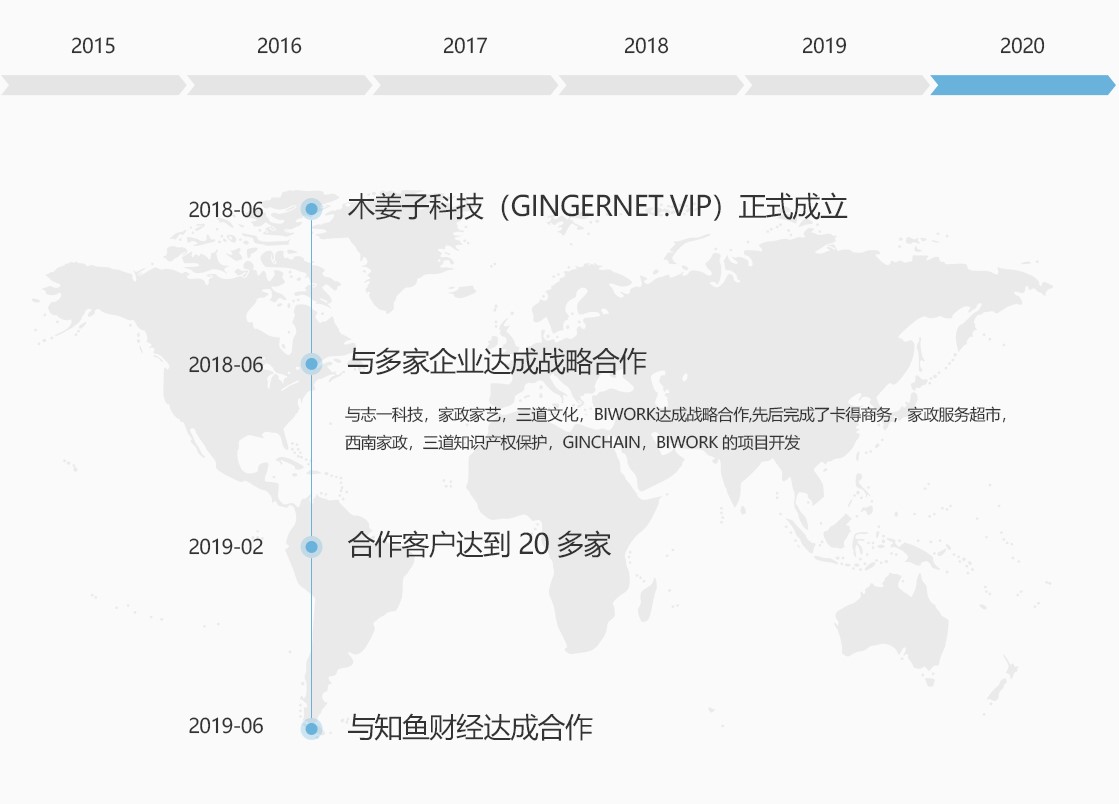 2015 2016 2017 2018 2019 2020
2018-06 木姜子科技（GINGERNET.VIP）正式成立
2018-06 与多家企业达成战略合作
与志一科技，家政家艺，三道文化，BIWORK达成战略合作,先后完成了卡得商务，家政服务超市，
西南家政，三道知识产权保护，GINCHAIN，BIWORK 的项目开发
2019-02 合作客户达到 20 多家
2019-06 与知鱼财经达成合作